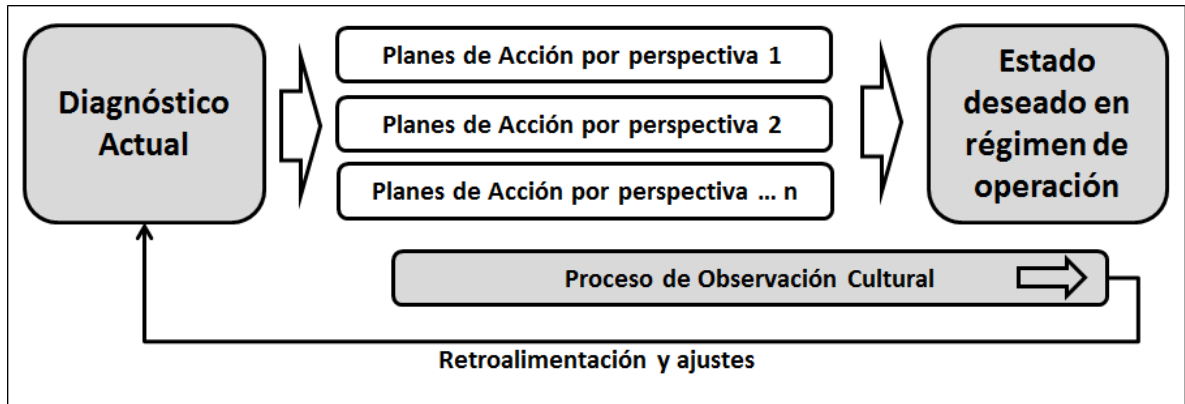 Diagnóstico
Actual
Planes de Acción por perspectiva 1
Planes de Acción por perspectiva 2
Planes de Acción por perspectiva ... n
Estado
deseado en
régimen de
operación
Proceso de Observación Cultural
Retroalimentación y ajustes